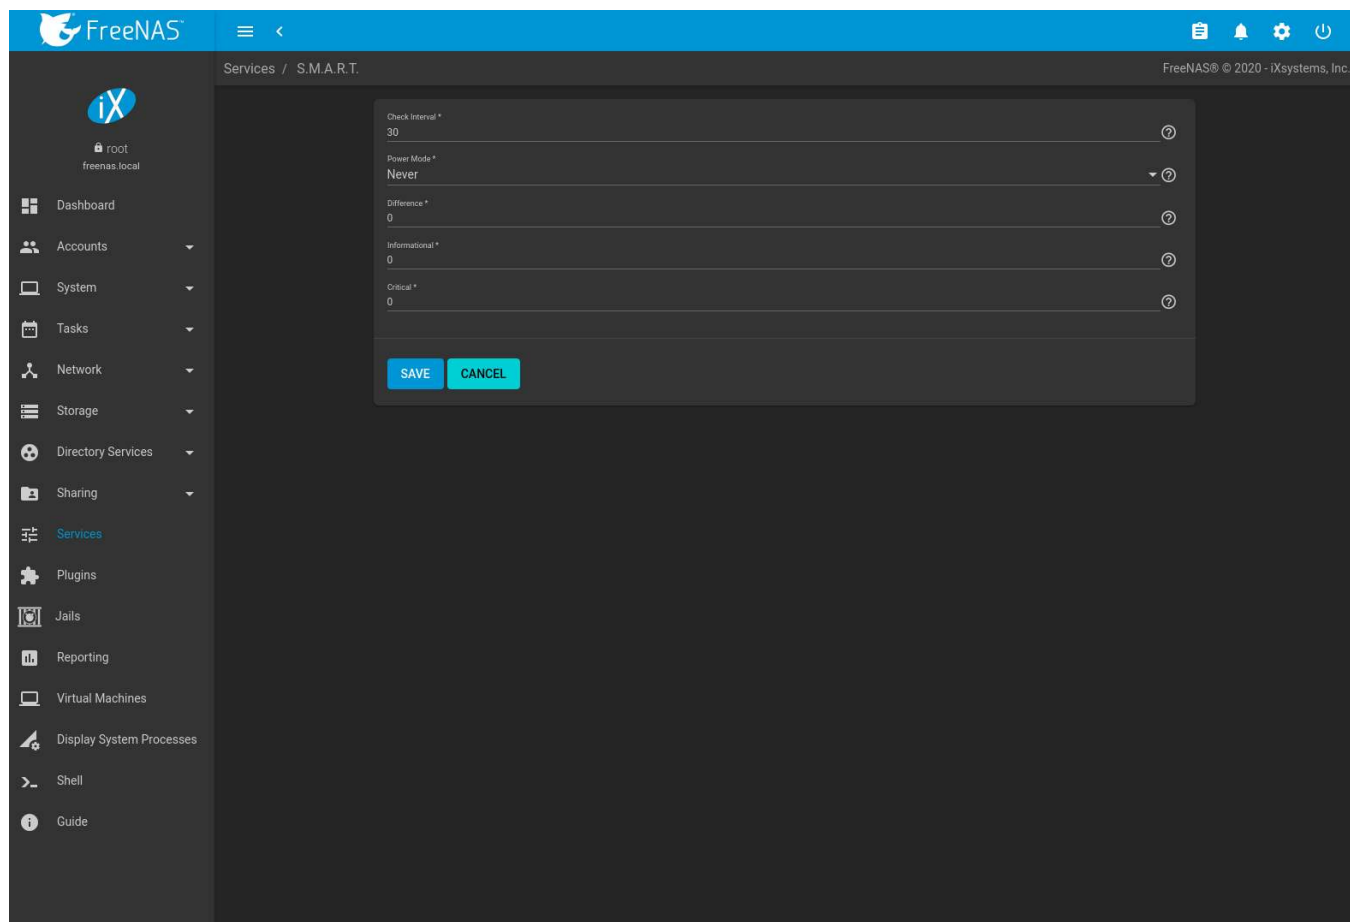 FreeNAS™
Services / S.M.A.R.T.
FreeNAS® © 2020 - iXsystems, Inc.
iX
root
freenas.local
Dashboard
Accounts
System
Tasks
Network
Storage
Directory Services
Sharing
Services
Plugins
Jails
Reporting
Virtual Machines
Display System Processes
Shell
Guide
Check Interval *
30
Power Mode *
Never
Difference *
0
Informational *
0
Critical *
0
SAVE CANCEL